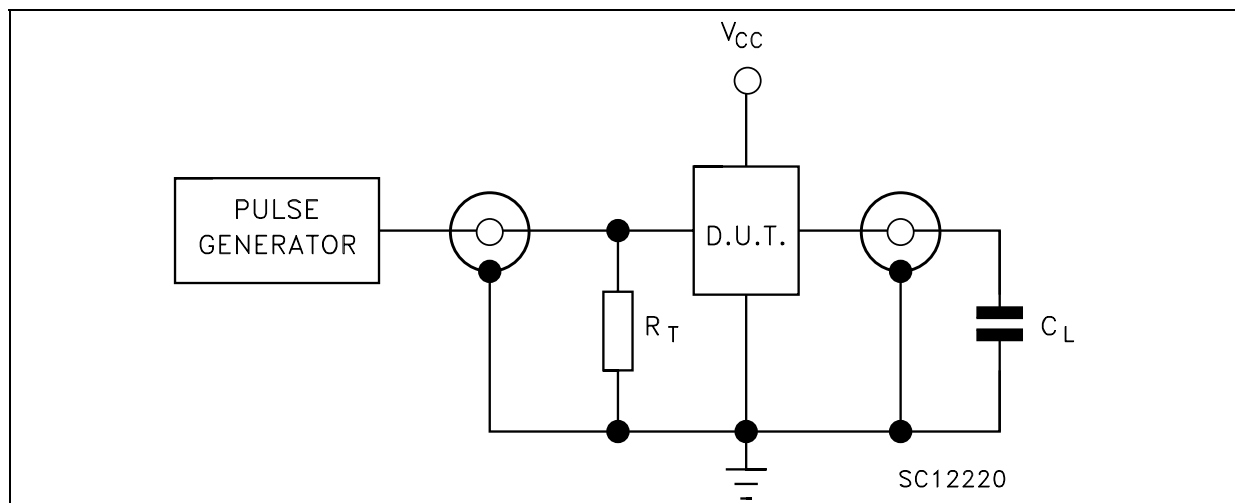 VCC
PULSE
GENERATOR
D.U.T.
RT
CL
SC12220